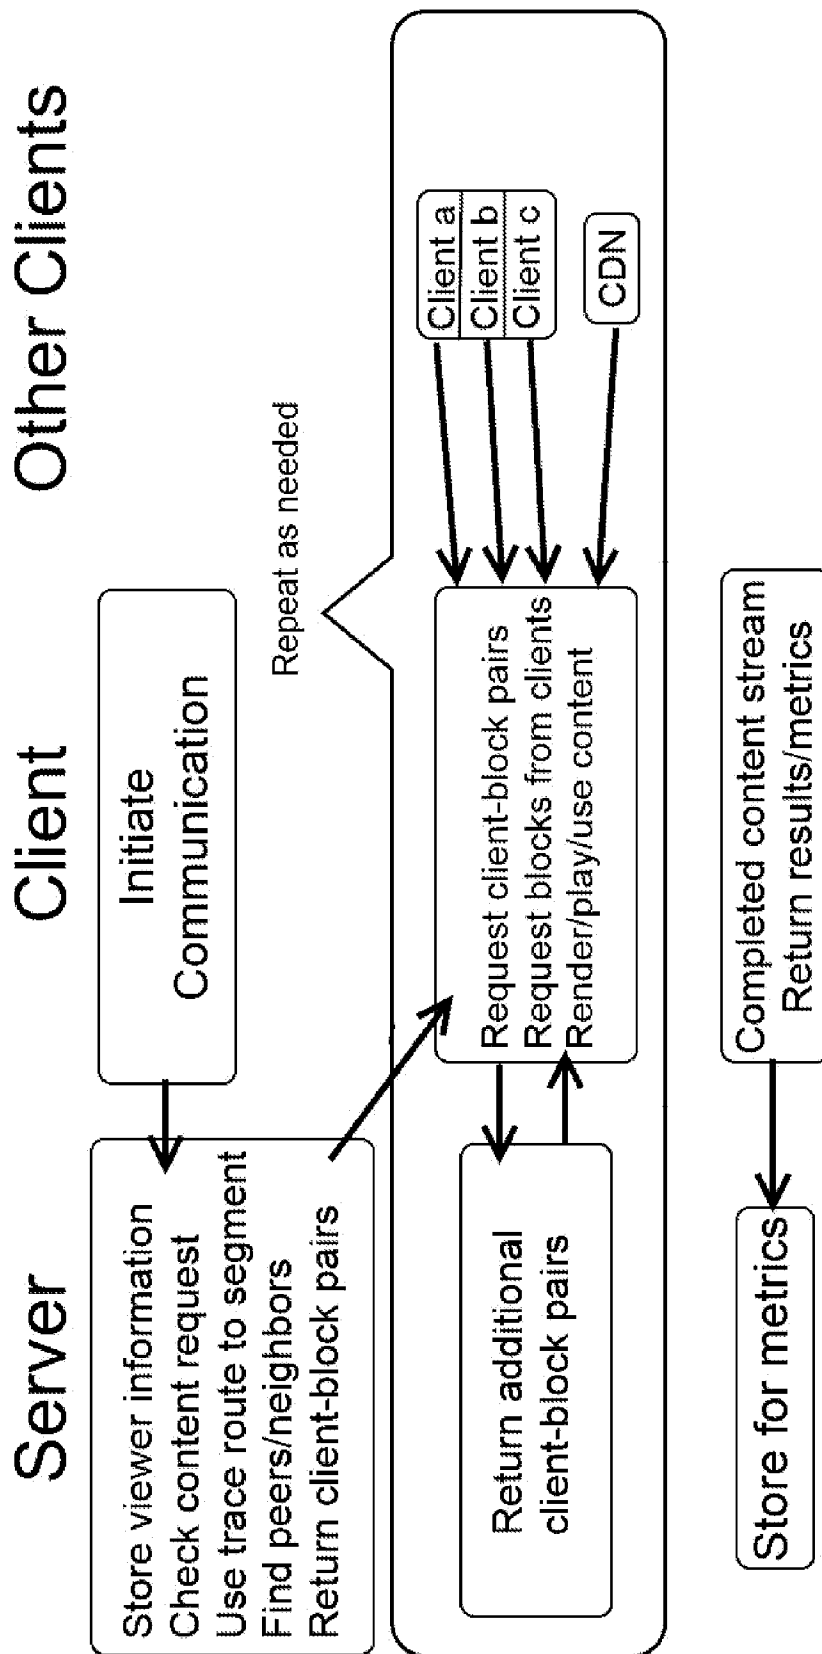 Server
Client
Other Clients
Store viewer information
Check content request
Use trace route to segment
Find peers/neighbors
Return client-block pairs
Initiate
Communication
Repeat as needed
Return additional
client-block pairs
Request client-block pairs
Request blocks from clients
Render/play/use content
Client a
Client b
Client c
CDN
Store for metrics
Completed content stream
Return results/metrics